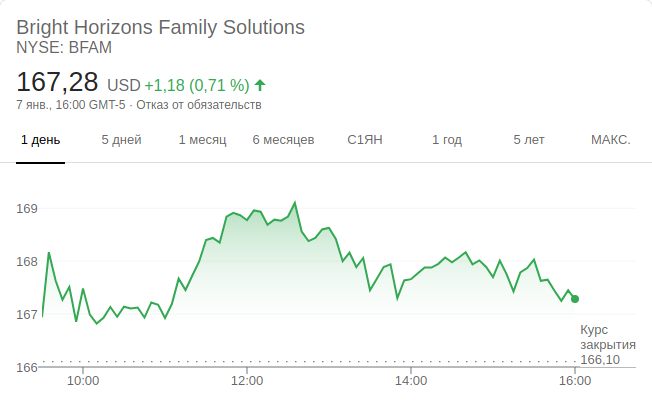 Bright Horizons Family Solutions
NYSE: BFAM
167,28 USD +1,18 (0,71 %)
7 янв., 16:00 GMT-5 · Отказ от обязательств
1 день 5 дней 1 месяц 6 месяцев С1ЯН 1 год 5 лет МАКС.
169
168
167
Курс
закрытия
166,10
166
10:00 12:00 14:00 16:00